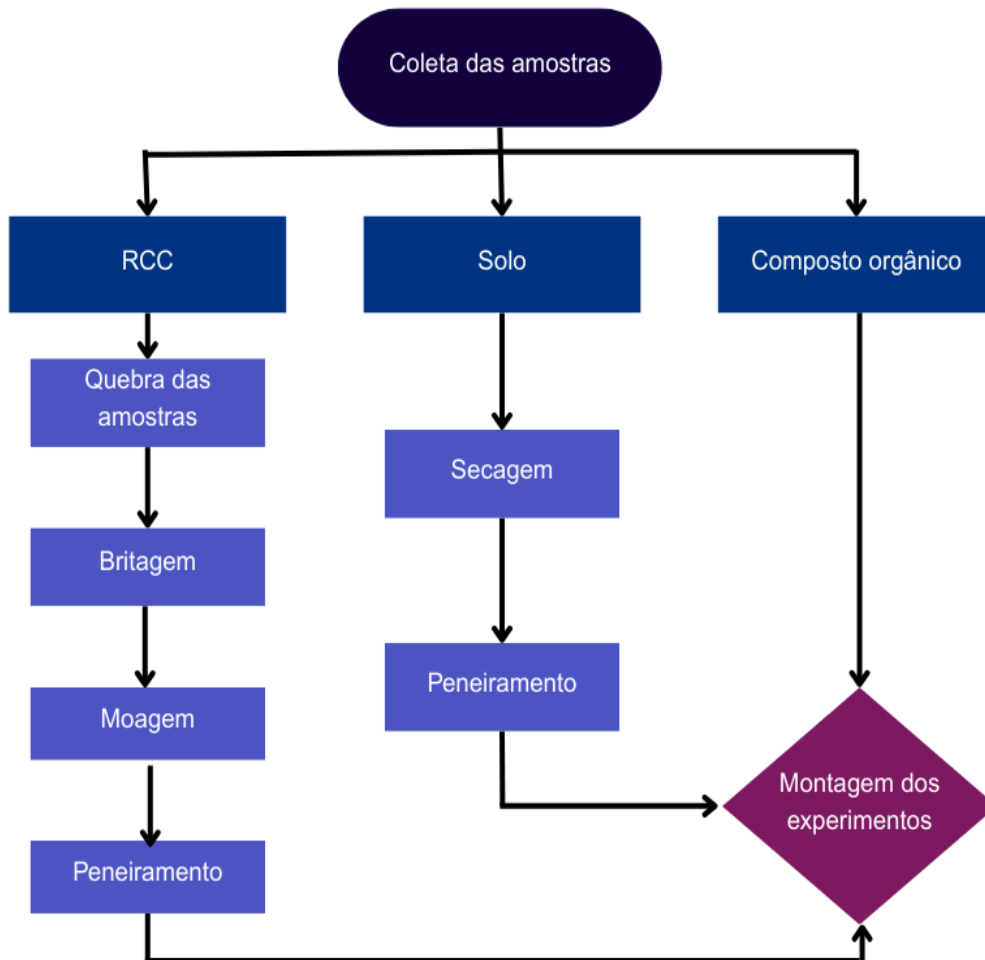 Coleta das amostras
RCC
Solo
Composto orgânico
Quebra das
amostras
Britagem
Moagem
Peneiramento
Secagem
Peneiramento
Montagem dos
experimentos